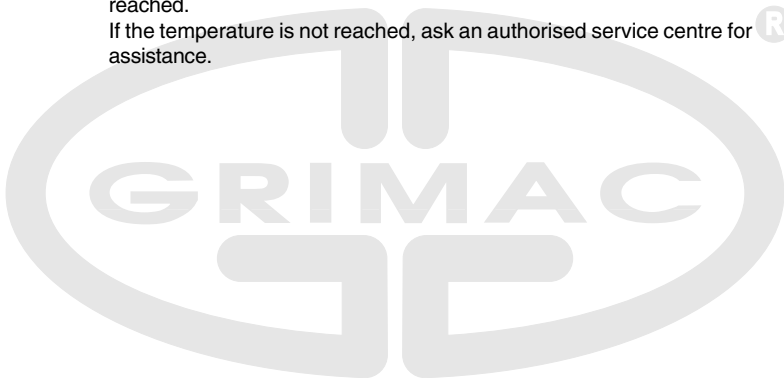 reached.
If the temperature is not reached, ask an authorised service centre for
assistance.
®
GRIMAC